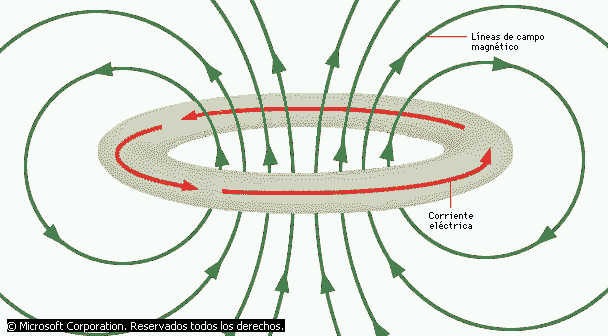 Líneas de campo
magnético
Corriente
eléctrica
© Microsoft Corporation. Reservados todos los derechos.